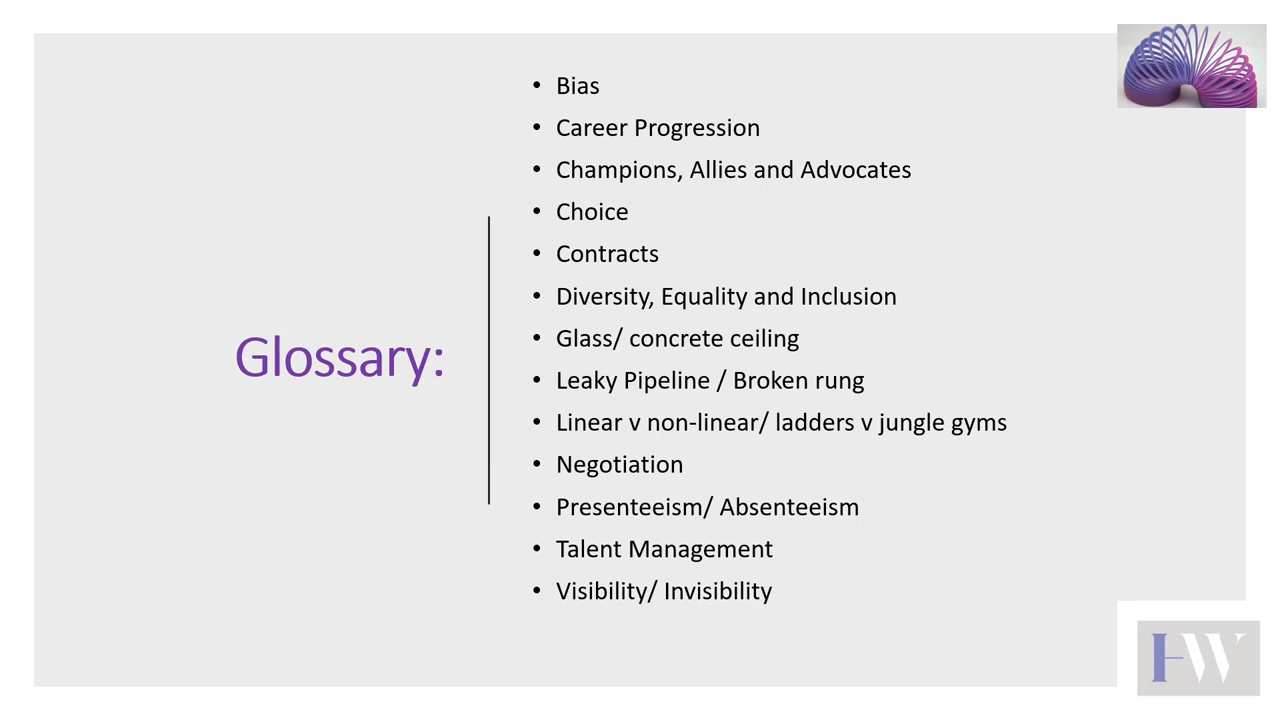 Glossary:
• Bias
• Career Progression
• Champions, Allies and Advocates
• Choice
• Contracts
• Diversity, Equality and Inclusion
• Glass/ concrete ceiling
• Leaky Pipeline / Broken rung
• Linear v non-linear/ ladders v jungle gyms
• Negotiation
• Presenteeism/ Absenteeism
• Talent Management
• Visibility/ Invisibility
HW